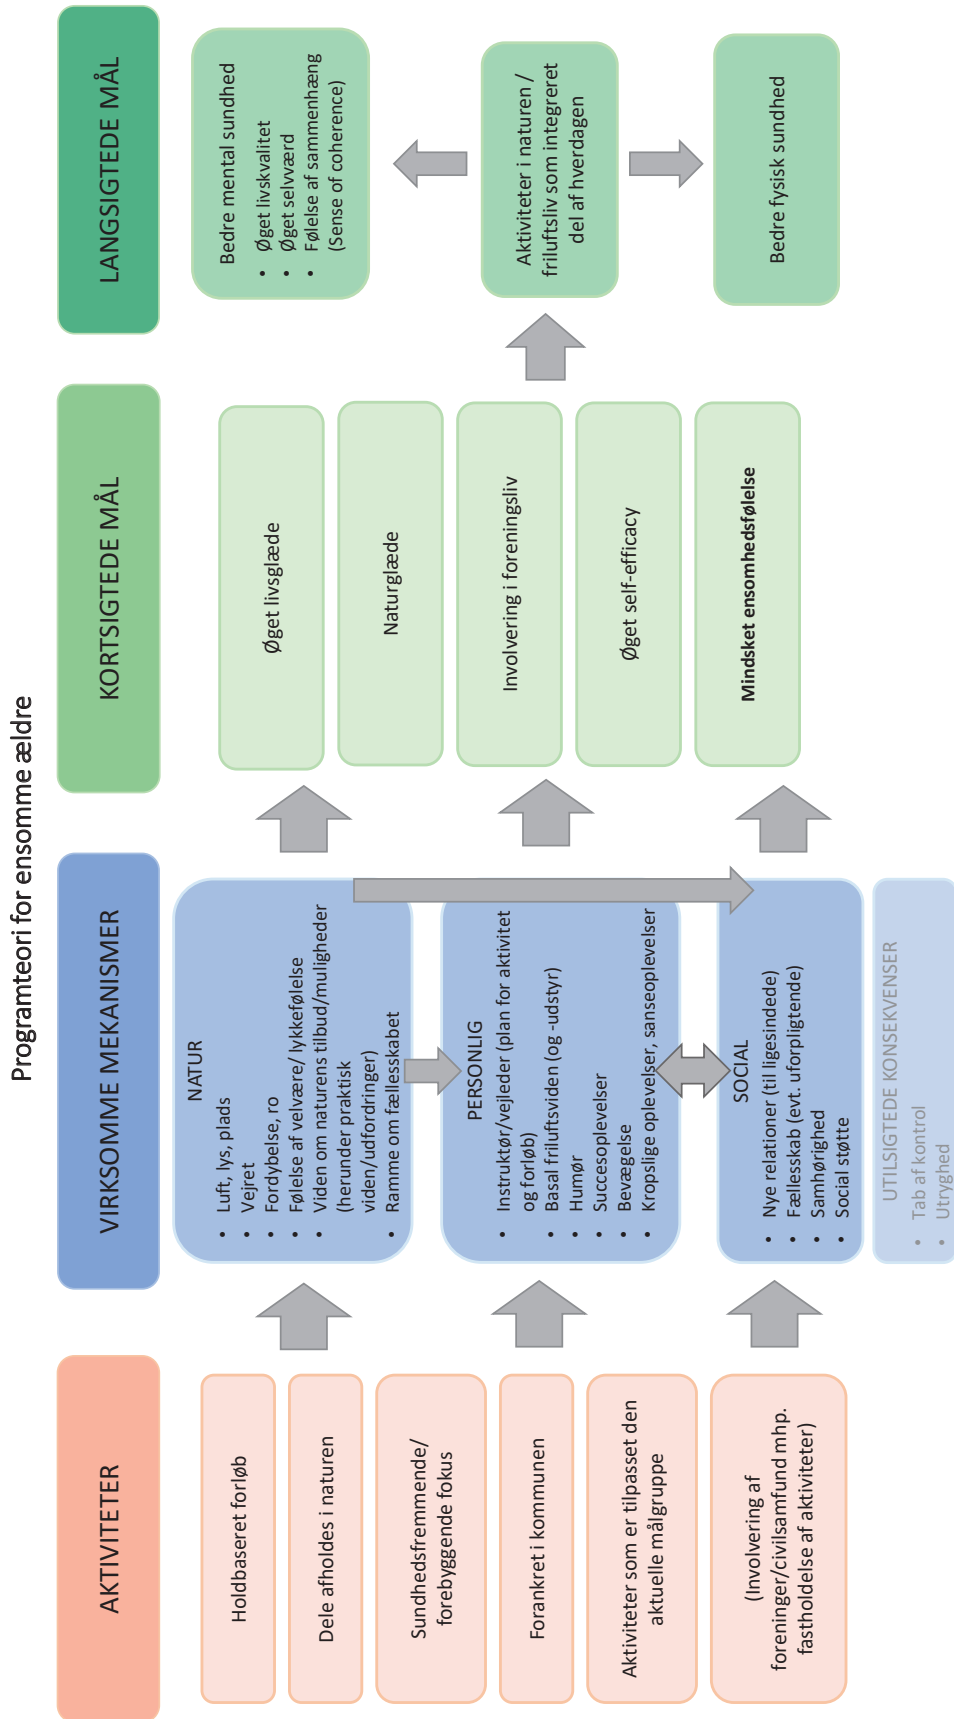 Programteori for ensomme ældre
AKTIVITETER
Holdbaseret forløb
Dele afholdes i naturen
Sundhedsfremmende/
forebyggende fokus
Forankret i kommunen
Aktiviteter som er tilpasset den
aktuelle målgruppe
(Involvering af
foreninger/civilsamfund mhp.
fastholdelse af aktiviteter)
VIRKSOMME MEKANISMER
NATUR
• Luft, lys, plads
• Vejret
• Fordybelse, ro
• Følelse af velvære/ lykkefølelse
• Viden om naturens tilbud/muligheder
(herunder praktisk
viden/udfordringer)
• Ramme om fællesskabet
PERSONLIG
• Instruktør/vejleder (plan for aktivitet
og forløb)
• Basal friluftsviden (og -udstyr)
• Humør
• Succesoplevelser
• Bevægelse
• Kropslige oplevelser, sanseoplevelser
SOCIAL
• Nye relationer (til ligesindede)
• Fællesskab (evt. uforpligtende)
• Samhørighed
• Social støtte
UTILSIGTEDE KONSEKVENSER
• Tab af kontrol
• Utryghed
KORTSIGTEDE MÅL
Øget livsglæde
Naturglæde
Involvering i foreningsliv
Øget self-efficacy
Mindsket ensomhedsfølelse
LANGSIGTEDE MÅL
Bedre mental sundhed
• Øget livskvalitet
• Øget selvværd
• Følelse af sammenhæng
(Sense of coherence)
Aktiviteter i naturen /
friluftsliv som integreret
del af hverdagen
Bedre fysisk sundhed